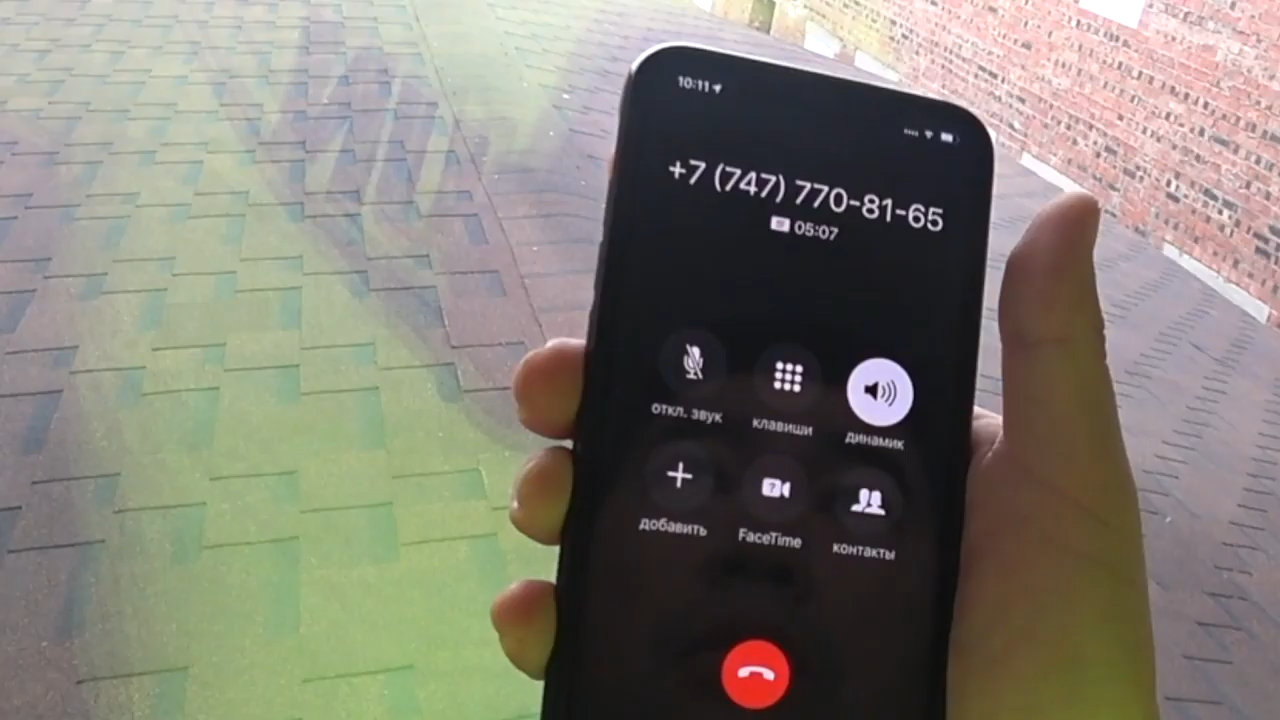 10:11
+7 (747) 770-81-65
05:07
откл. звук клавиши динамик
добавить FaceTime контакты